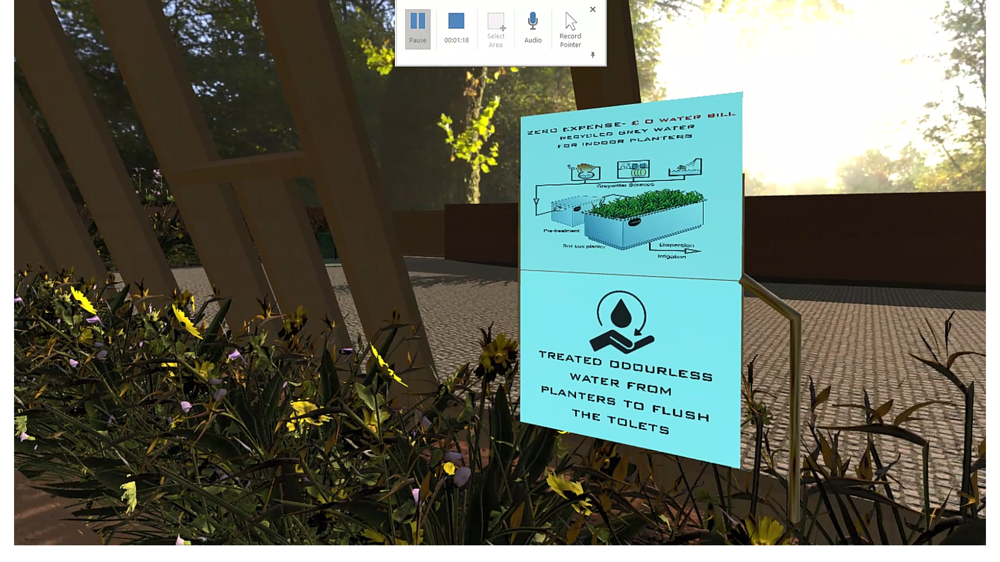 Pause
00:01:18
Select
Area
Audio
Record
Pointer
ZERO EXPENSE- £ 0 WATER BILL
RECYCLED GREY WATER
FOR INDOOR PLANTERS
Greywater Sources
Pre-treatment
Soil box planter
Dispersion
Irrigation
TREATED ODOURLESS
WATER FROM
PLANTERS TO FLUSH
THE TOLETS